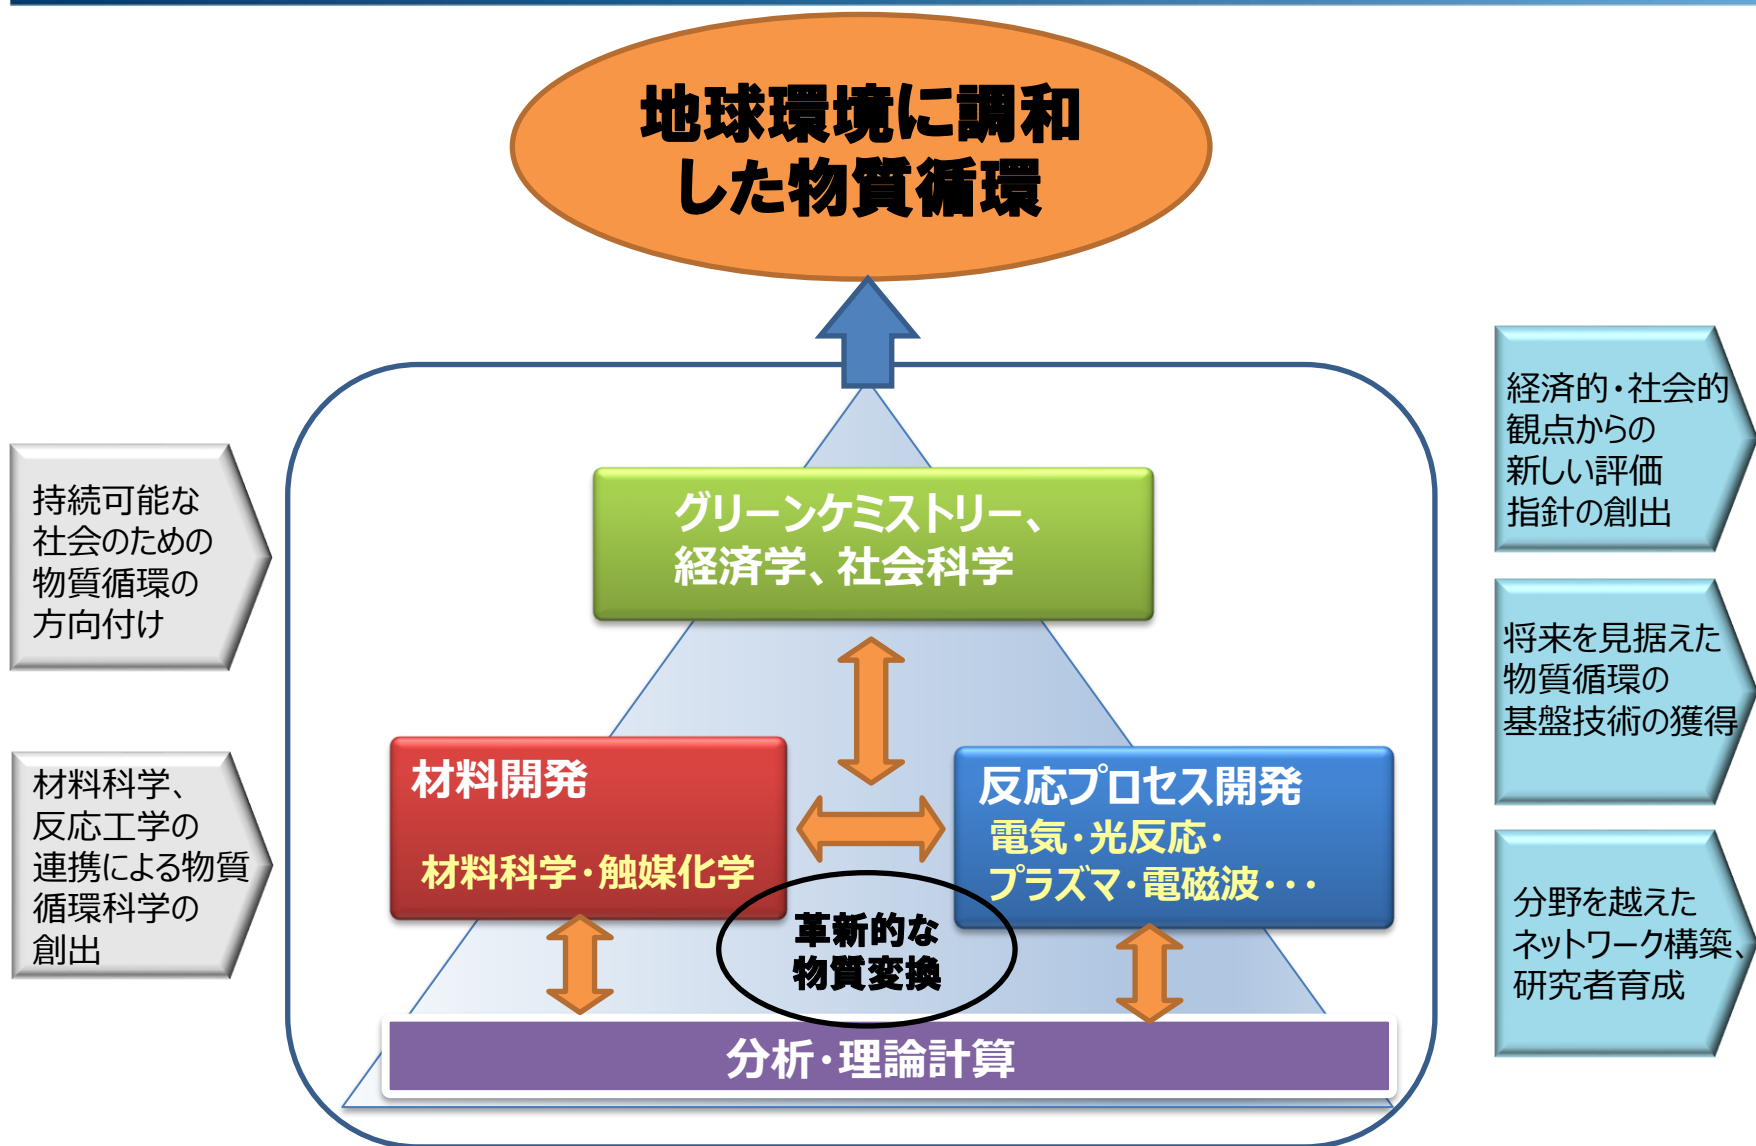 地球環境に調和
した物質循環
持続可能な
社会のための
物質循環の
方向付け
材料科学、
反応工学の
連携による物質
循環科学の
創出
グリーンケミストリー、
経済学、社会科学
材料開発
材料科学・触媒化学
反応プロセス開発
電気・光反応・
プラズマ・電磁波・・・
革新的な
物質変換
分析・理論計算
経済的・社会的
観点からの
新しい評価
指針の創出
将来を見据えた
物質循環の
基盤技術の獲得
分野を越えた
ネットワーク構築、
研究者育成